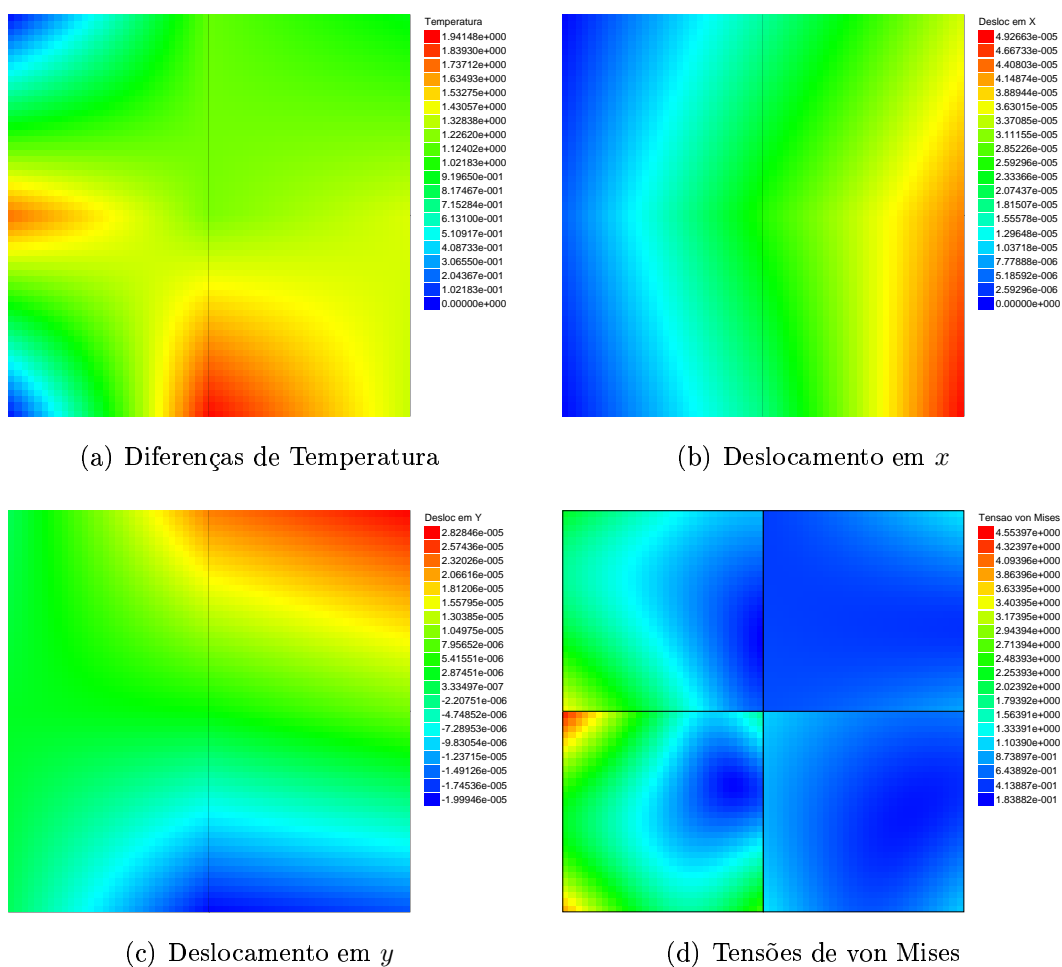 Temperatura
1.94148e+000
1.83930e+000
1.73712e+000
1.63493e+000
1.53275e+000
1.43057e+000
1.32838e+000
1.22620e+000
1.12402e+000
1.02183e+000
9.19650e-001
8.17467e-001
7.15284e-001
6.13100e-001
5.10917e-001
4.08733e-001
3.06550e-001
2.04367e-001
1.02183e-001
0.00000e+000
(a) Diferenças de Temperatura
Desloc em X
4.92663e-005
4.66733e-005
4.40803e-005
4.14874e-005
3.88944e-005
3.63015e-005
3.37085e-005
3.11155e-005
2.85226e-005
2.59296e-005
2.33366e-005
2.07437e-005
1.81507e-005
1.55578e-005
1.29648e-005
1.03718e-005
7.77888e-006
5.18592e-006
2.59296e-006
0.00000e+000
(b) Deslocamento em x
Desloc em Y
2.82846e-005
2.57436e-005
2.32026e-005
2.06616e-005
1.81206e-005
1.55795e-005
1.30385e-005
1.04975e-005
7.95652e-006
5.41551e-006
2.87451e-006
3.33497e-007
-2.20751e-006
-4.74852e-006
-7.28953e-006
-9.83054e-006
-1.23715e-005
-1.49126e-005
-1.74536e-005
-1.99946e-005
(c) Deslocamento em y
Tensao von Mises
4.55397e+000
4.32397e+000
4.09396e+000
3.86396e+000
3.63395e+000
3.40395e+000
3.17395e+000
2.94394e+000
2.71394e+000
2.48393e+000
2.25393e+000
2.02392e+000
1.79392e+000
1.56391e+000
1.33391e+000
1.10390e+000
8.73897e-001
6.43892e-001
4.13887e-001
1.83882e-001
(d) Tensões de von Mises